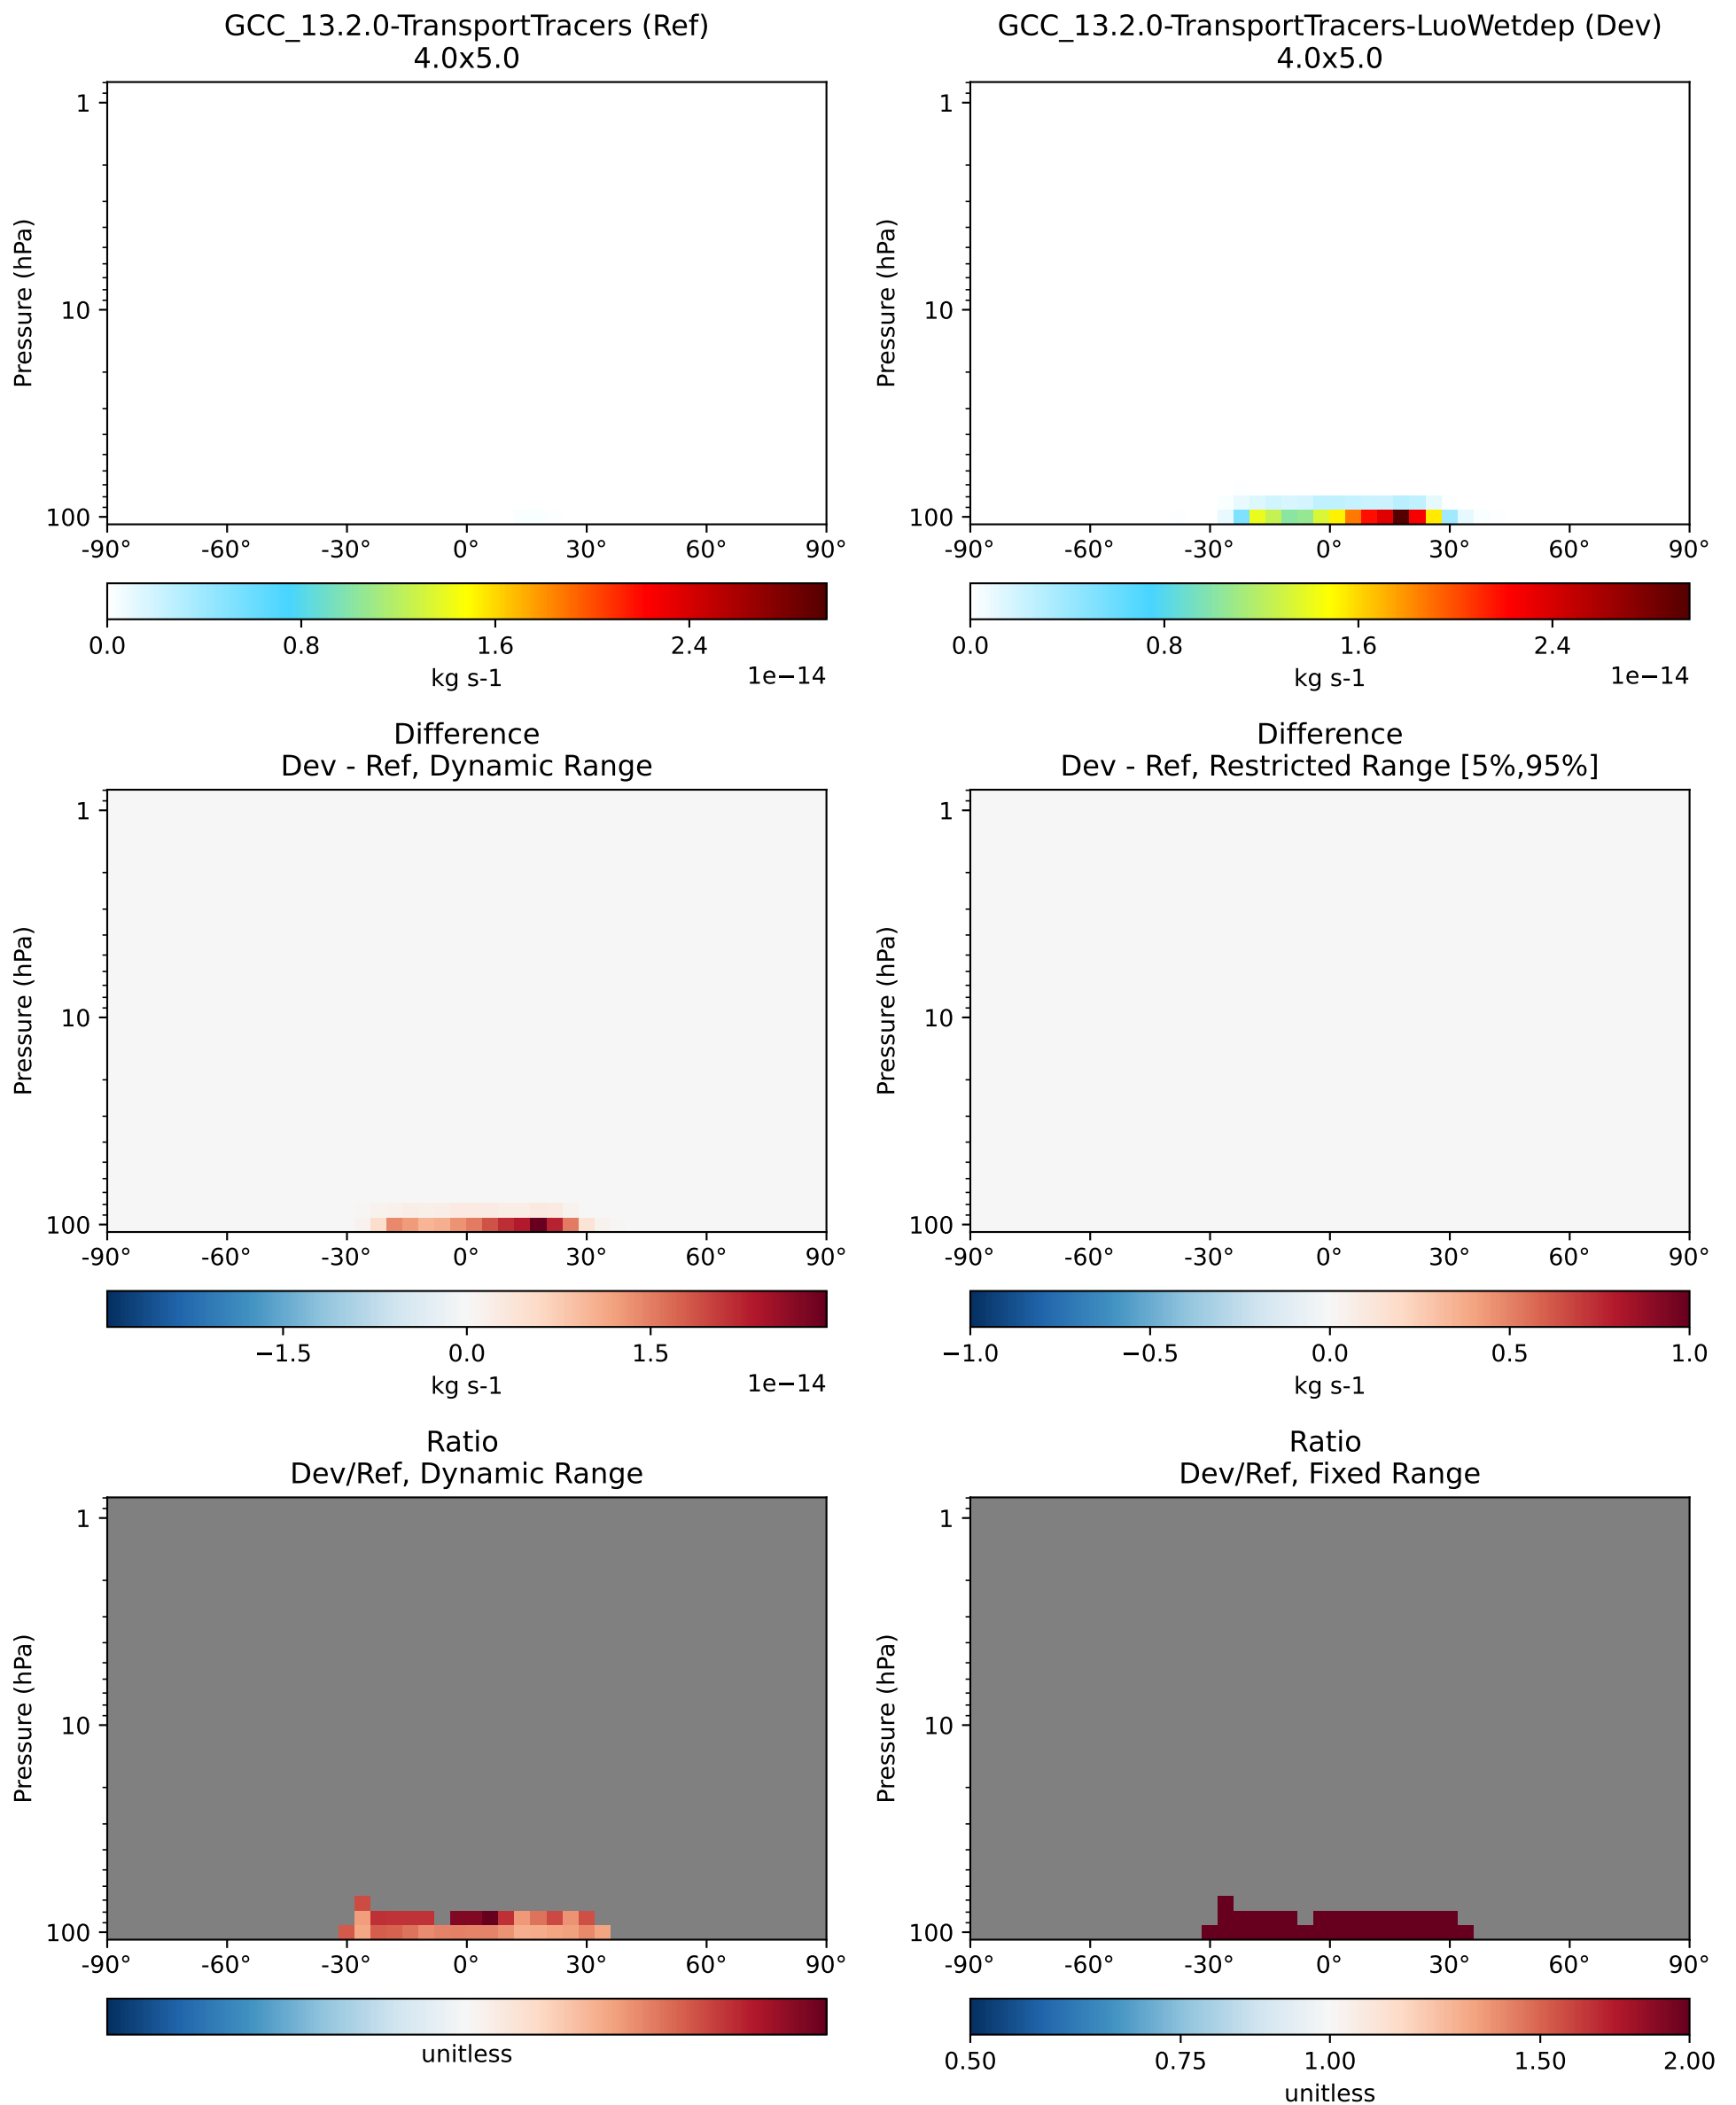 GCC_13.2.0-TransportTracers (Ref)
4.0x5.0
GCC_13.2.0-TransportTracers-LuoWetdep (Dev)
4.0x5.0
Pressure (hPa)
1
10
100
-90° -60° -30° 0° 30° 60° 90°
0.0 0.8 1.6 2.4
kg s-1
1e−14
Pressure (hPa)
1
10
100
-90° -60° -30° 0° 30° 60° 90°
0.0 0.8 1.6 2.4
kg s-1
1e−14
Difference
Dev - Ref, Dynamic Range
Difference
Dev - Ref, Restricted Range [5%,95%]
Pressure (hPa)
1
10
100
-90° -60° -30° 0° 30° 60° 90°
−1.5 0.0 1.5
kg s-1
1e−14
Pressure (hPa)
1
10
100
-90° -60° -30° 0° 30° 60° 90°
−1.0 −0.5 0.0 0.5 1.0
kg s-1
Ratio
Dev/Ref, Dynamic Range
Ratio
Dev/Ref, Fixed Range
Pressure (hPa)
1
10
100
-90° -60° -30° 0° 30° 60° 90°
unitless
Pressure (hPa)
1
10
100
-90° -60° -30° 0° 30° 60° 90°
0.50 0.75 1.00 1.50 2.00
unitless